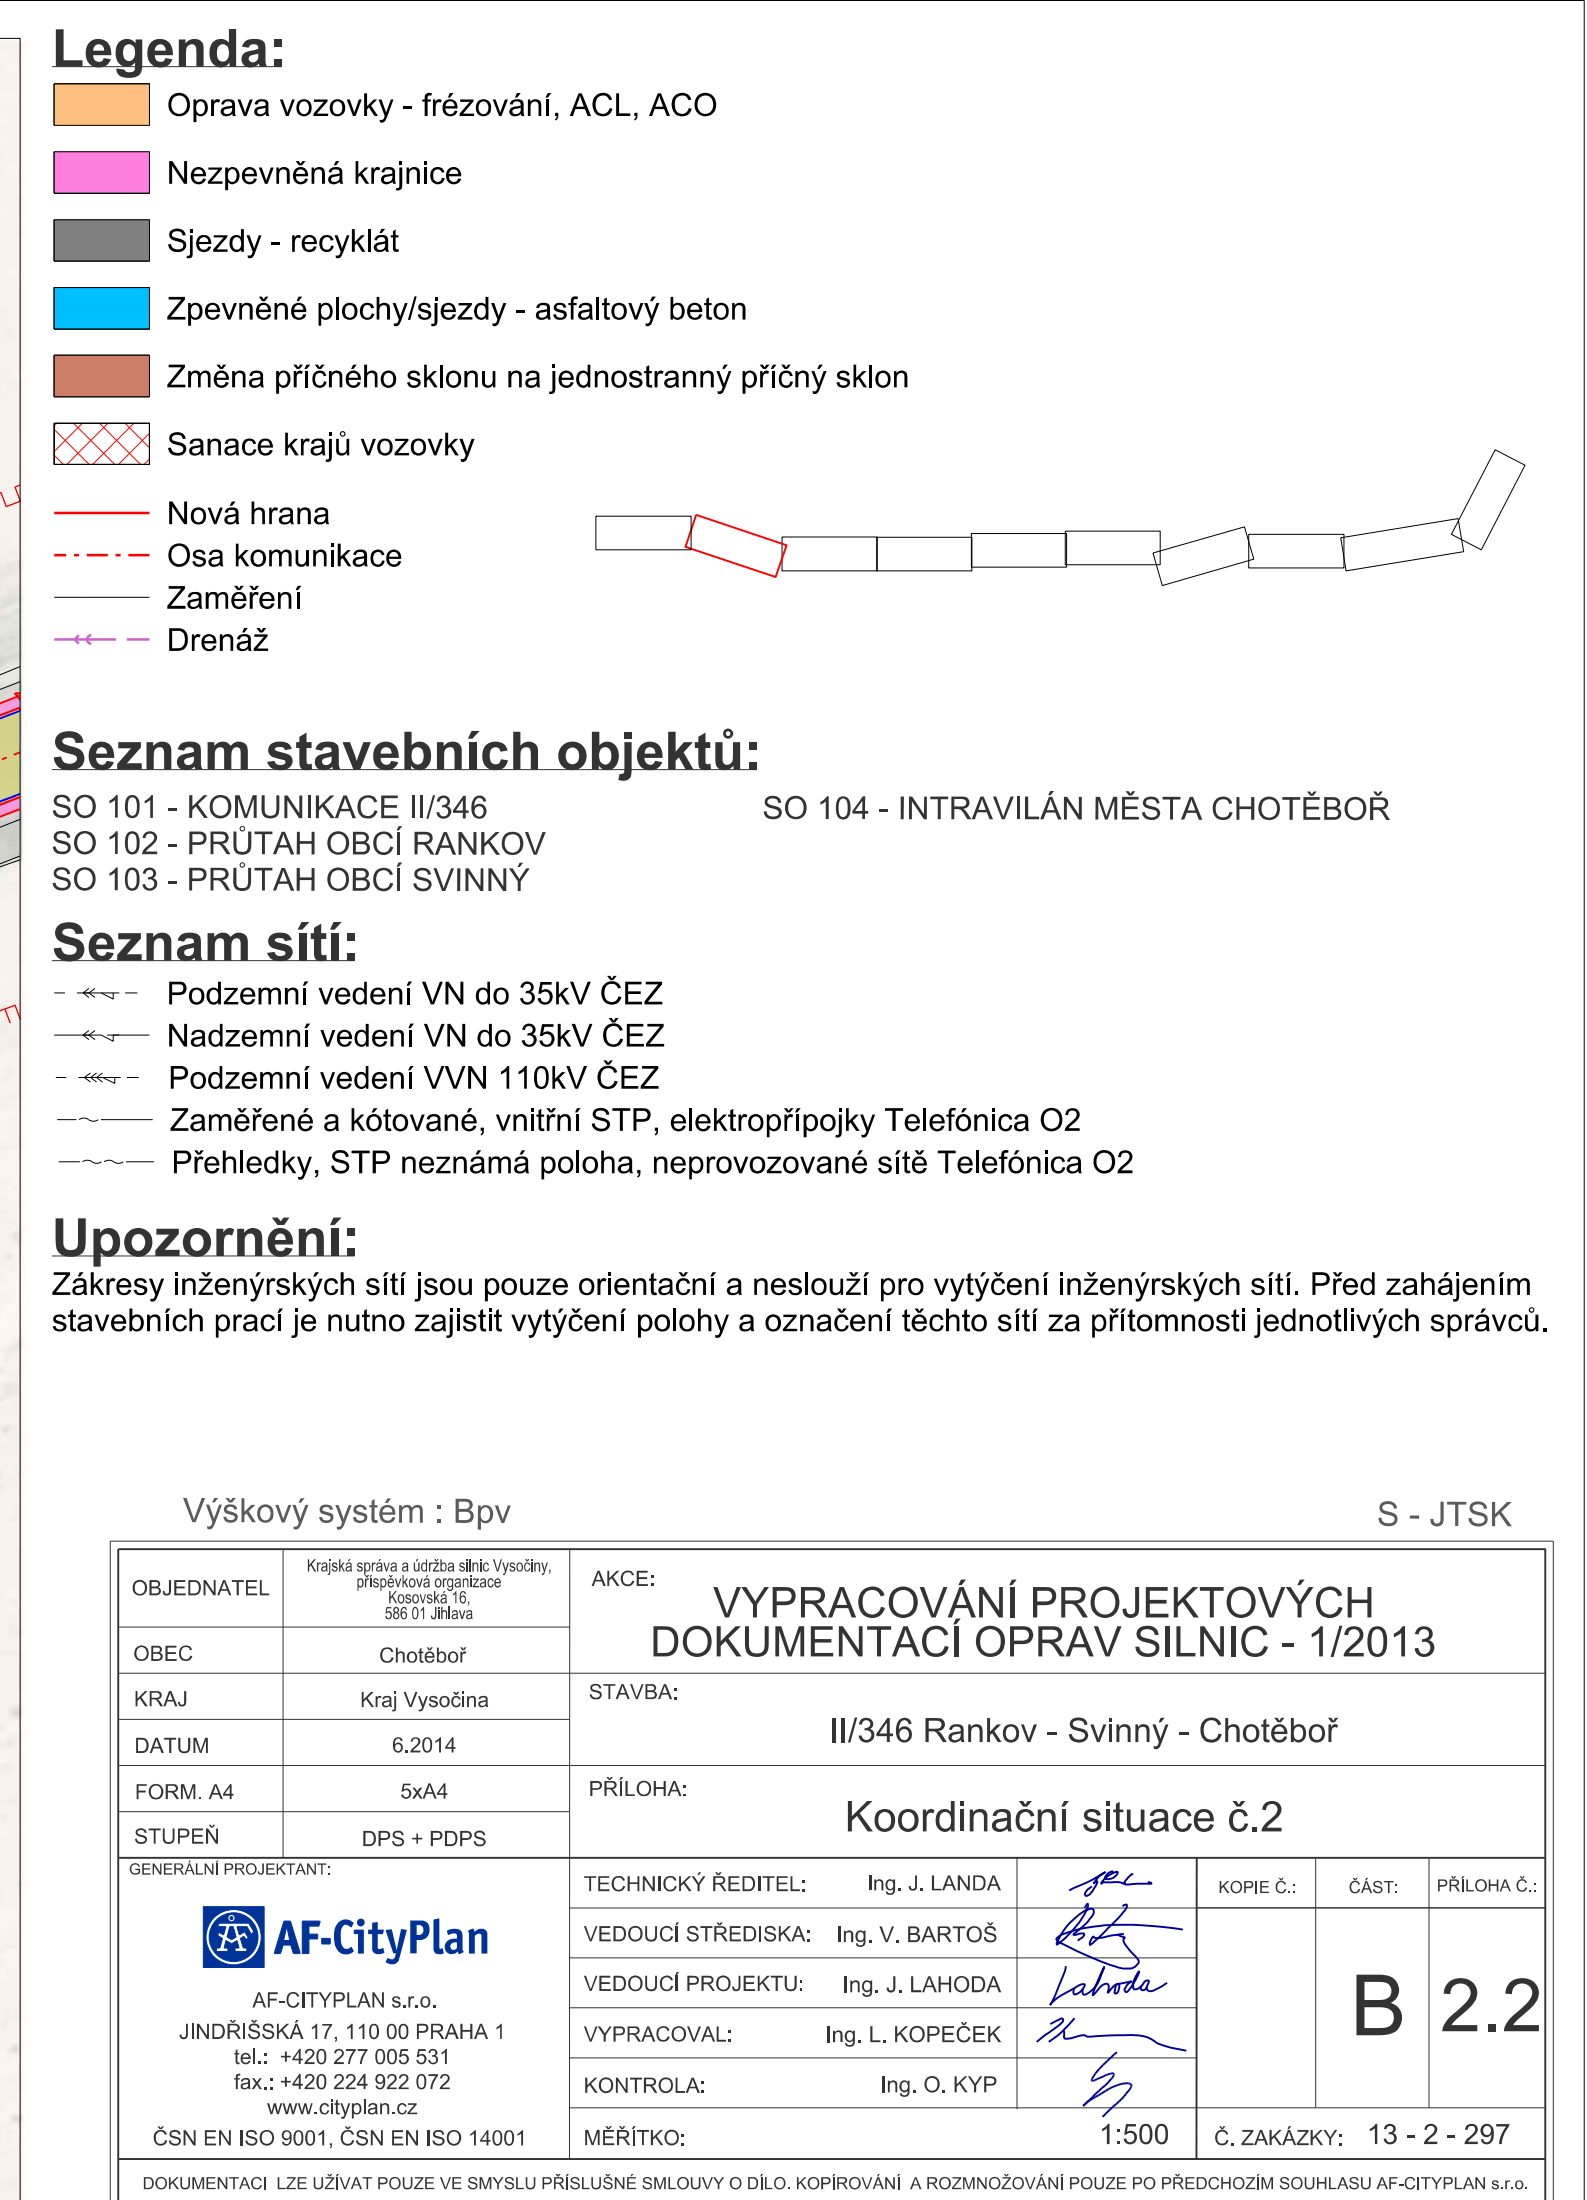 Legenda:
Oprava vozovky - frézování, ACL, ACO
Nezpevněná krajnice
Sjezdy - recyklát
Zpevněné plochy/sjezdy - asfaltový beton
Změna příčného sklonu na jednostranný příčný sklon
Sanace krajů vozovky
Nová hrana
Osa komunikace
Zaměření
Drenáž
Seznam stavebních objektů:
SO 101 - KOMUNIKACE II/346
SO 102 - PRŮTAH OBCÍ RANKOV
SO 103 - PRŮTAH OBCÍ SVINNÝ
SO 104 - INTRAVILÁN MĚSTA CHOTĚBOŘ
Seznam sítí:
Podzemní vedení VN do 35kV ČEZ
Nadzemní vedení VN do 35kV ČEZ
Podzemní vedení VVN 110kV ČEZ
Zaměřené a kótované, vnitřní STP, elektropřípojky Telefónica O2
Přehledky, STP neznámá poloha, neprovozované sítě Telefónica O2
Upozornění:
Zákresy inženýrských sítí jsou pouze orientační a neslouží pro vytýčení inženýrských sítí. Před zahájením
stavebních prací je nutno zajistit vytýčení polohy a označení těchto sítí za přítomnosti jednotlivých správců.
Výškový systém : Bpv
S - JTSK
OBJEDNATEL
Krajská správa a údržba silnic Vysočiny,
příspěvková organizace
Kosovská 16,
586 01 Jihlava
OBEC
Chotěboř
KRAJ
Kraj Vysočina
DATUM
6.2014
FORM. A4
5xA4
STUPEŇ
DPS + PDPS
AKCE:
VYPRACOVÁNÍ PROJEKTOVÝCH
DOKUMENTACÍ OPRAV SILNIC - 1/2013
STAVBA:
II/346 Rankov - Svinný - Chotěboř
PŘÍLOHA:
Koordinační situace č.2
GENERÁLNÍ PROJEKTANT:
AF-CityPlan
AF-CITYPLAN s.r.o.
JINDŘIŠSKÁ 17, 110 00 PRAHA 1
tel.: +420 277 005 531
fax.: +420 224 922 072
www.cityplan.cz
ČSN EN ISO 9001, ČSN EN ISO 14001
TECHNICKÝ ŘEDITEL: Ing. J. LANDA
VEDOUCÍ STŘEDISKA: Ing. V. BARTOŠ
VEDOUCÍ PROJEKTU: Ing. J. LAHODA Lahoda
VYPRACOVAL: Ing. L. KOPEČEK
KONTROLA: Ing. O. KYP
MĚŘÍTKO: 1:500
KOPIE Č.:
ČÁST:
PŘÍLOHA Č.:
B
2.2
Č. ZAKÁZKY: 13 - 2 - 297
DOKUMENTACI LZE UŽÍVAT POUZE VE SMYSLU PŘÍSLUŠNÉ SMLOUVY O DÍLO. KOPÍROVÁNÍ A ROZMNOŽOVÁNÍ POUZE PO PŘEDCHOZÍM SOUHLASU AF-CITYPLAN s.r.o.